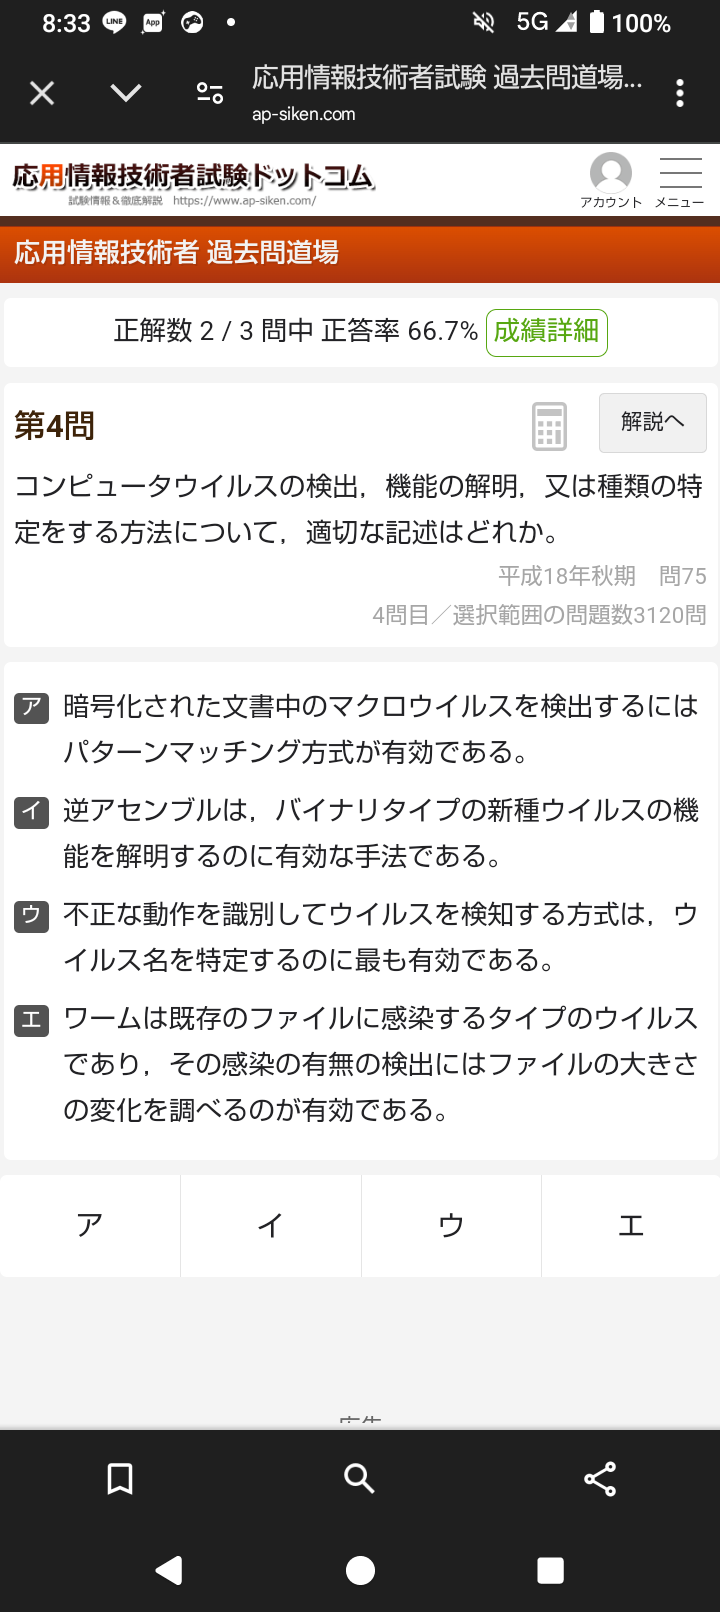 8:33 LINE App 5G 100%
応用情報技術者試験 過去問道場...
ap-siken.com
応用情報技術者試験ドットコム
試験情報＆徹底解説 https://www.ap-siken.com/
アカウント メニュー
応用情報技術者 過去問道場
正解数 2 / 3 問中 正答率 66.7% 成績詳細
第4問 解説へ
コンピュータウイルスの検出，機能の解明，又は種類の特
定をする方法について，適切な記述はどれか。
平成18年秋期　問75
4問目／選択範囲の問題数3120問
ア 暗号化された文書中のマクロウイルスを検出するには
パターンマッチング方式が有効である。
イ 逆アセンブルは，バイナリタイプの新種ウイルスの機
能を解明するのに有効な手法である。
ウ 不正な動作を識別してウイルスを検知する方式は，ウ
イルス名を特定するのに最も有効である。
エ ワームは既存のファイルに感染するタイプのウイルス
であり，その感染の有無の検出にはファイルの大きさ
の変化を調べるのが有効である。
ア イ ウ エ